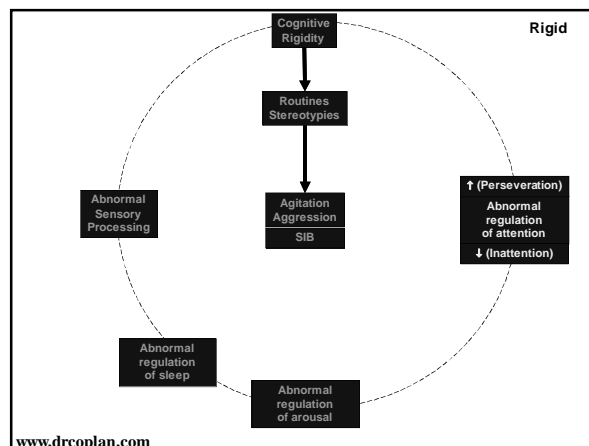 Cognitive
Rigidity
Rigid
Routines
Stereotypies
↑ (Perseveration)
Abnormal
regulation
of attention
↓ (Inattention)
Abnormal
Sensory
Processing
Agitation
Aggression
SIB
Abnormal
regulation
of sleep
Abnormal
regulation
of arousal
www.drcoplan.com